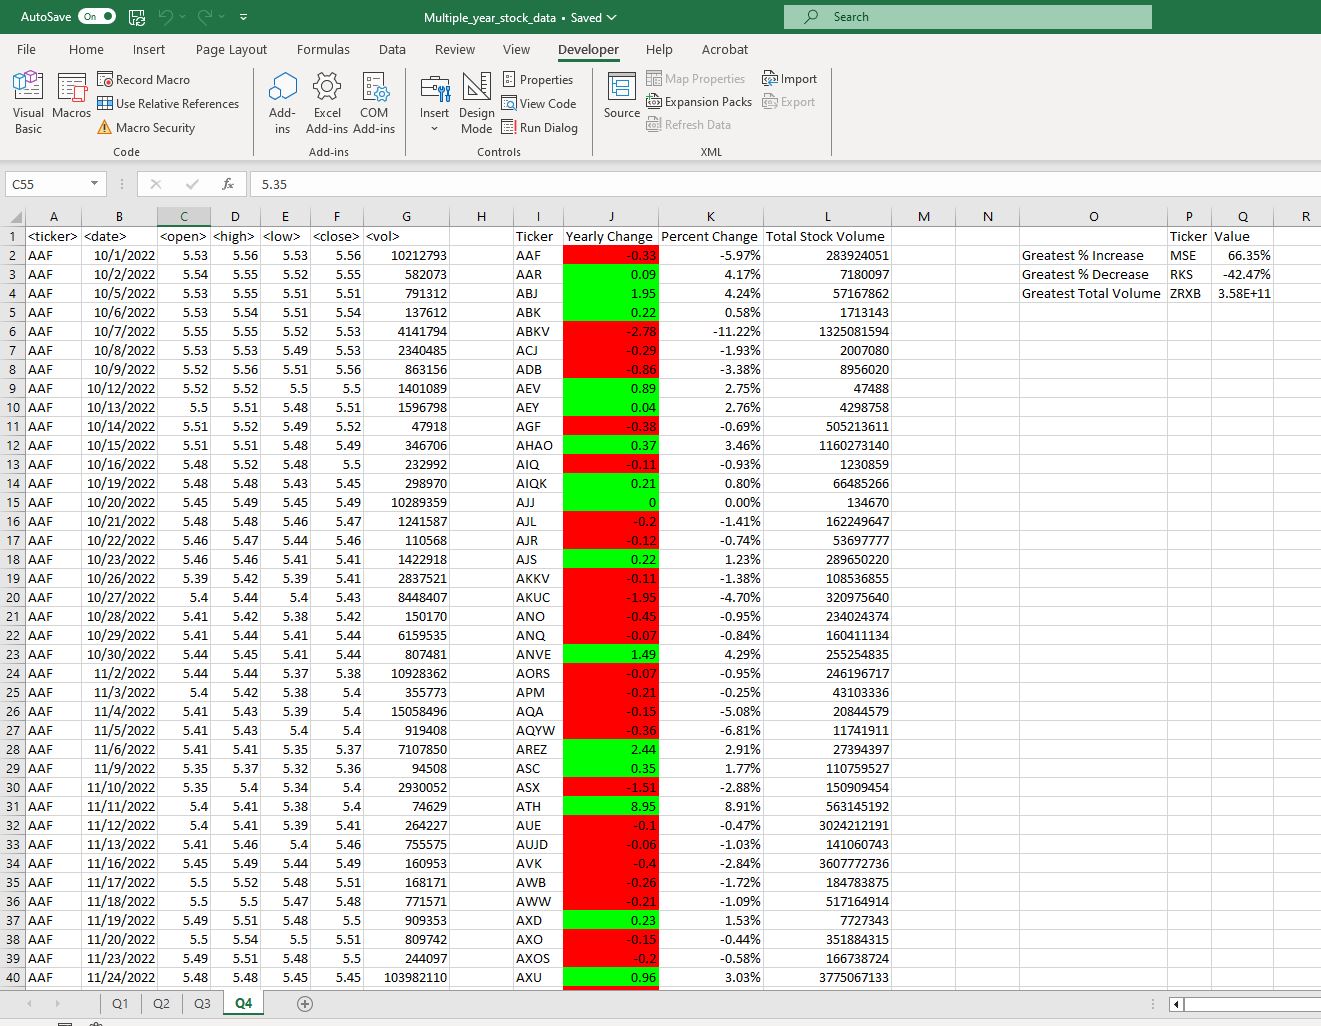 AutoSave On Multiple_year_stock_data • Saved Search
File Home Insert Page Layout Formulas Data Review View Developer Help Acrobat
Visual Basic Macros Record Macro Use Relative References Macro Security Code
Add-ins Excel Add-ins COM Add-ins Add-ins
Insert Design Mode Properties View Code Run Dialog Controls
Source Map Properties Expansion Packs Refresh Data Import Export XML
C55 fx 5.35
A B C D E F G H I J K L M N O P Q R
1 <ticker> <date> <open> <high> <low> <close> <vol> Ticker Yearly Change Percent Change Total Stock Volume Ticker Value
2 AAF 10/1/2022 5.53 5.56 5.53 5.56 10212793 AAF -0.33 -5.97% 283924051 Greatest % Increase MSE 66.35%
3 AAF 10/2/2022 5.54 5.55 5.52 5.55 582073 AAR 0.09 4.17% 7180097 Greatest % Decrease RKS -42.47%
4 AAF 10/5/2022 5.53 5.55 5.51 5.51 791312 ABJ 1.95 4.24% 57167862 Greatest Total Volume ZRXB 3.58E+11
5 AAF 10/6/2022 5.53 5.54 5.51 5.54 137612 ABK 0.22 0.58% 1713143
6 AAF 10/7/2022 5.55 5.55 5.52 5.53 4141794 ABKV -2.78 -11.22% 1325081594
7 AAF 10/8/2022 5.53 5.53 5.49 5.53 2340485 ACJ -0.29 -1.93% 2007080
8 AAF 10/9/2022 5.52 5.56 5.51 5.56 863156 ADB -0.86 -3.38% 8956020
9 AAF 10/12/2022 5.52 5.52 5.5 5.5 1401089 AEV 0.89 2.75% 47488
10 AAF 10/13/2022 5.5 5.51 5.48 5.51 1596798 AEY 0.04 2.76% 4298758
11 AAF 10/14/2022 5.51 5.52 5.49 5.52 47918 AGF -0.38 -0.69% 505213611
12 AAF 10/15/2022 5.51 5.51 5.48 5.49 346706 AHAO 0.37 3.46% 1160273140
13 AAF 10/16/2022 5.48 5.52 5.48 5.5 232992 AIQ -0.11 -0.93% 1230859
14 AAF 10/19/2022 5.48 5.48 5.43 5.45 298970 AIQK 0.21 0.80% 66485266
15 AAF 10/20/2022 5.45 5.49 5.45 5.49 10289359 AJJ 0 0.00% 134670
16 AAF 10/21/2022 5.48 5.48 5.46 5.47 1241587 AJL -0.2 -1.41% 162249647
17 AAF 10/22/2022 5.46 5.47 5.44 5.46 110568 AJR -0.12 -0.74% 53697777
18 AAF 10/23/2022 5.46 5.46 5.41 5.41 1422918 AJS 0.22 1.23% 289650220
19 AAF 10/26/2022 5.39 5.42 5.39 5.41 2837521 AKKV -0.11 -1.38% 108536855
20 AAF 10/27/2022 5.4 5.44 5.4 5.43 8448407 AKUC -1.95 -4.70% 320975640
21 AAF 10/28/2022 5.41 5.42 5.38 5.42 150170 ANO -0.45 -0.95% 234024374
22 AAF 10/29/2022 5.41 5.44 5.41 5.44 6159535 ANQ -0.07 -0.84% 160411134
23 AAF 10/30/2022 5.44 5.45 5.41 5.44 807481 ANVE 1.49 4.29% 255254835
24 AAF 11/2/2022 5.44 5.44 5.37 5.38 10928362 AORS -0.07 -0.95% 246196717
25 AAF 11/3/2022 5.4 5.42 5.38 5.4 355773 APM -0.21 -0.25% 43103336
26 AAF 11/4/2022 5.41 5.43 5.39 5.4 15058496 AQA -0.15 -5.08% 20844579
27 AAF 11/5/2022 5.41 5.43 5.4 5.4 919408 AQYW -0.36 -6.81% 11741911
28 AAF 11/6/2022 5.41 5.41 5.35 5.37 7107850 AREZ 2.44 2.91% 27394397
29 AAF 11/9/2022 5.35 5.37 5.32 5.36 94508 ASC 0.35 1.77% 110759527
30 AAF 11/10/2022 5.35 5.4 5.34 5.4 2930052 ASX -1.51 -2.88% 150909454
31 AAF 11/11/2022 5.4 5.41 5.38 5.4 74629 ATH 8.95 8.91% 563145192
32 AAF 11/12/2022 5.4 5.41 5.39 5.41 264227 AUE -0.1 -0.47% 3024212191
33 AAF 11/13/2022 5.41 5.46 5.4 5.46 755575 AUJD -0.06 -1.03% 141060743
34 AAF 11/16/2022 5.45 5.49 5.44 5.49 160953 AVK -0.4 -2.84% 3607772736
35 AAF 11/17/2022 5.5 5.52 5.48 5.51 168171 AWB -0.26 -1.72% 184783875
36 AAF 11/18/2022 5.5 5.5 5.47 5.48 771571 AWW -0.21 -1.09% 517164914
37 AAF 11/19/2022 5.49 5.51 5.48 5.5 909353 AXD 0.23 1.53% 7727343
38 AAF 11/20/2022 5.5 5.54 5.5 5.51 809742 AXO -0.15 -0.44% 351884315
39 AAF 11/23/2022 5.49 5.51 5.48 5.5 244097 AXOS -0.2 -0.58% 166738724
40 AAF 11/24/2022 5.48 5.48 5.45 5.45 103982110 AXU 0.96 3.03% 3775067133
Q1 Q2 Q3 Q4